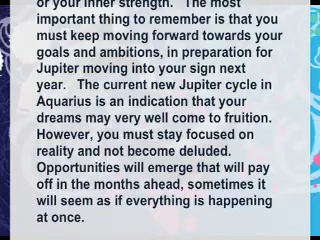 of your inner strength.   The most
important thing to remember is that you
must keep moving forward towards your
goals and ambitions, in preparation for
Jupiter moving into your sign next
year.   The current new Jupiter cycle in
Aquarius is an indication that your
dreams may very well come to fruition.
However, you must stay focused on
reality and not become deluded.
Opportunities will emerge that will pay
off in the months ahead, sometimes it
will seem as if everything is happening
at once.